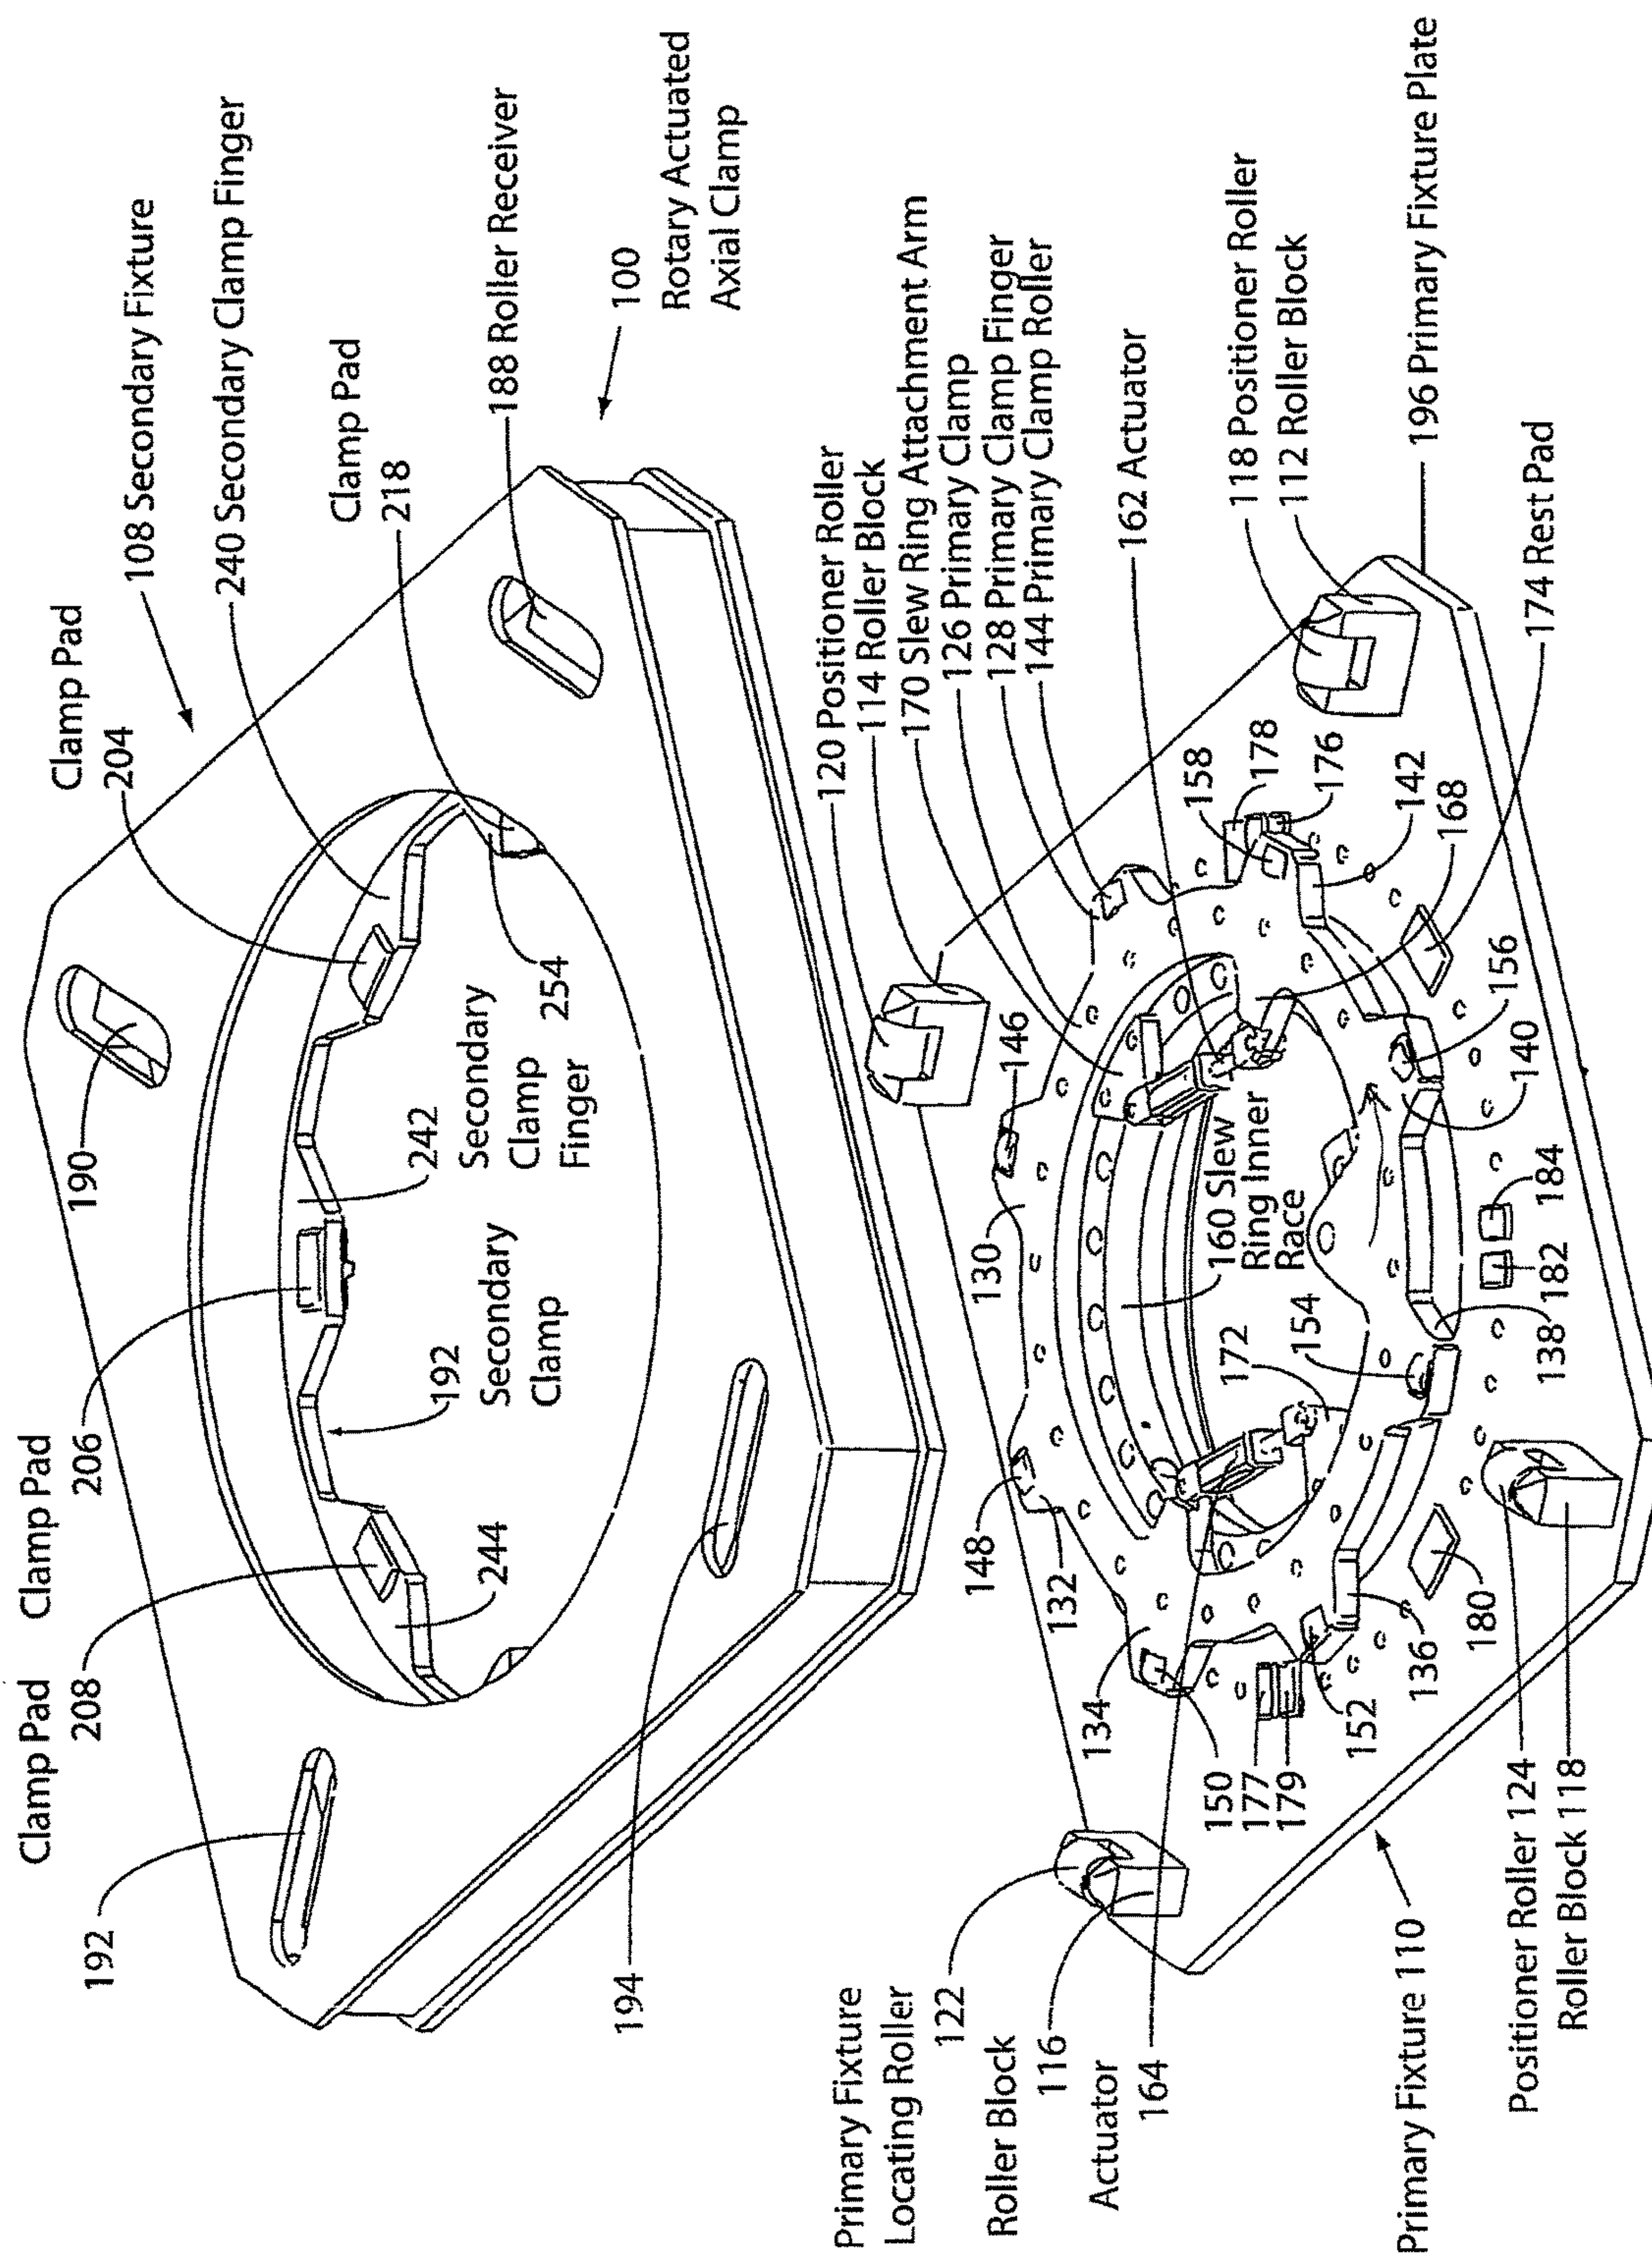 Clamp Pad
204
108 Secondary Fixture
240 Secondary Clamp Finger
Clamp Pad
218
188 Roller Receiver
100
Rotary Actuated
Axial Clamp
190
Clamp Pad
206
Clamp Pad
208
192
194
242
Secondary
Clamp
Finger
254
192
Secondary
Clamp
244
120 Positioner Roller
114 Roller Block
170 Slew Ring Attachment Arm
126 Primary Clamp
128 Primary Clamp Finger
144 Primary Clamp Roller
162 Actuator
118 Positioner Roller
112 Roller Block
196 Primary Fixture Plate
174 Rest Pad
158
178
176
142
168
156
140
184
182
138
146
130
160 Slew
Ring Inner
Race
172
154
148
132
134
150
177
179
152
136
180
Primary Fixture
Locating Roller
122
Roller Block
116
Actuator
164
Primary Fixture 110
Positioner Roller 124
Roller Block 118